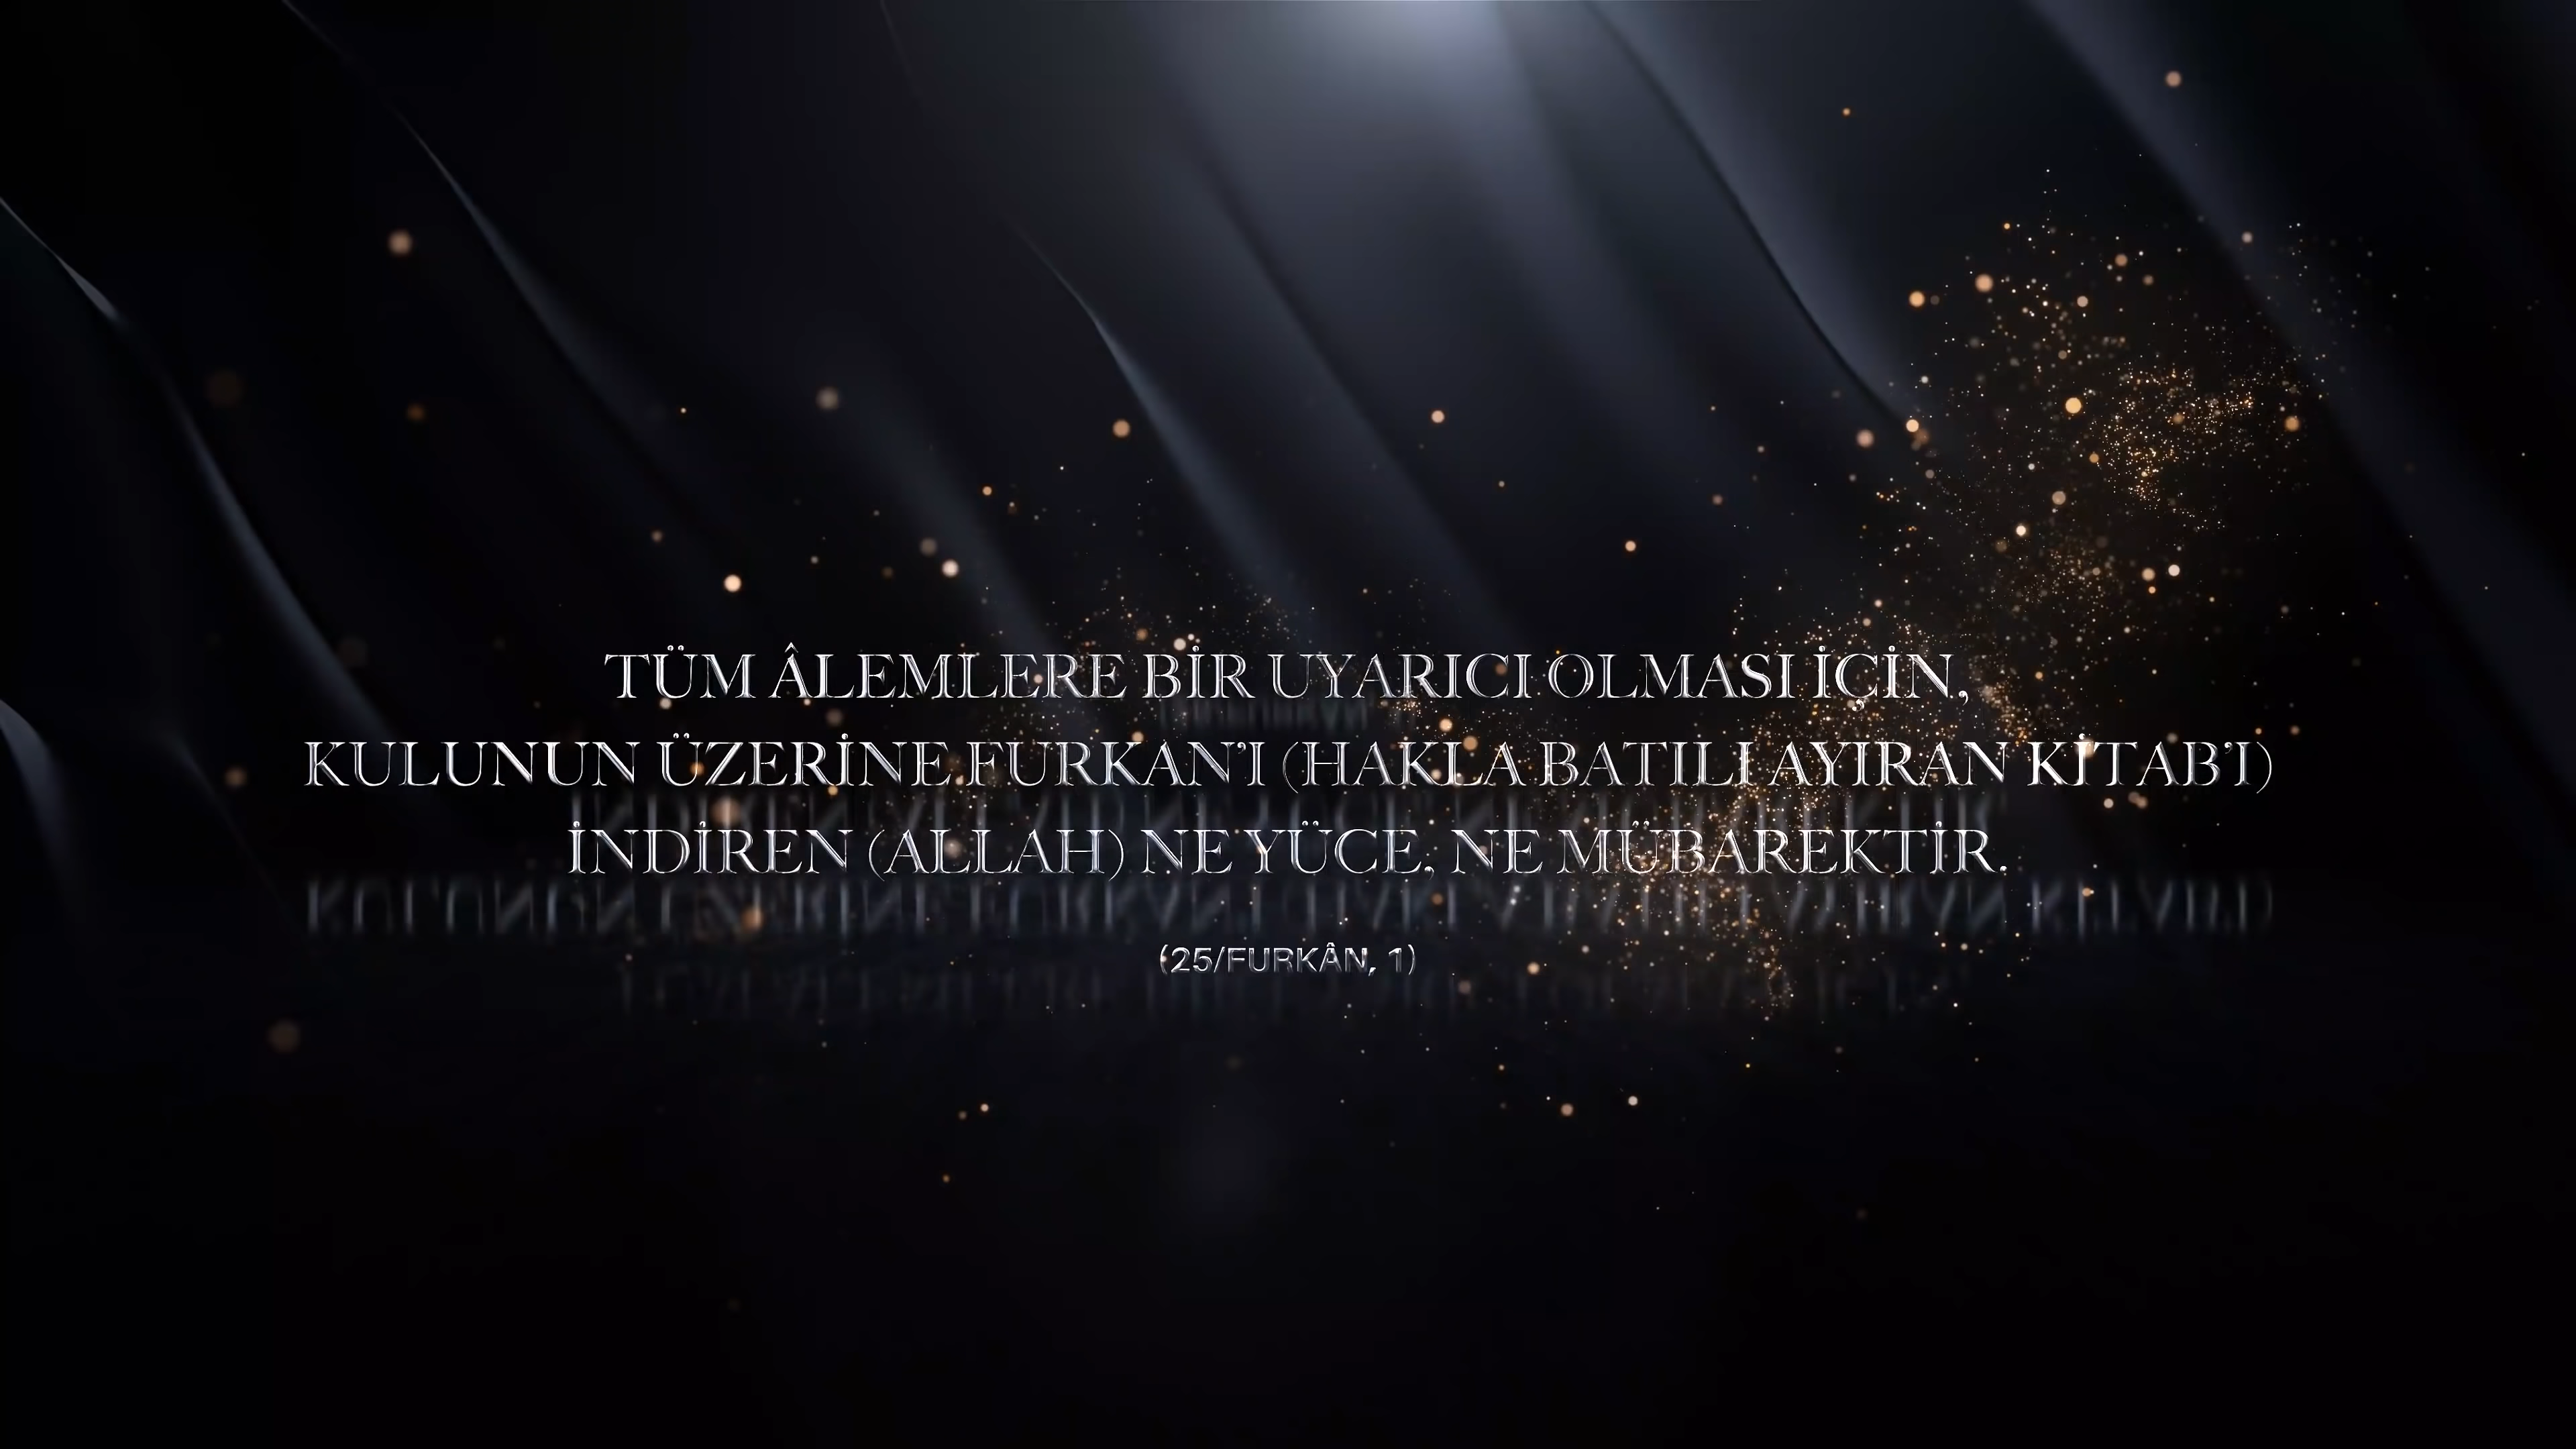 TÜM ÂLEMLERE BİR UYARICI OLMASI İÇİN,
KULUNUN ÜZERİNE FURKAN'I (HAKLA BATILI AYIRAN KİTAB'I)
İNDİREN (ALLAH) NE YÜCE, NE MÜBAREKTİR.
(25/FURKÂN, 1)